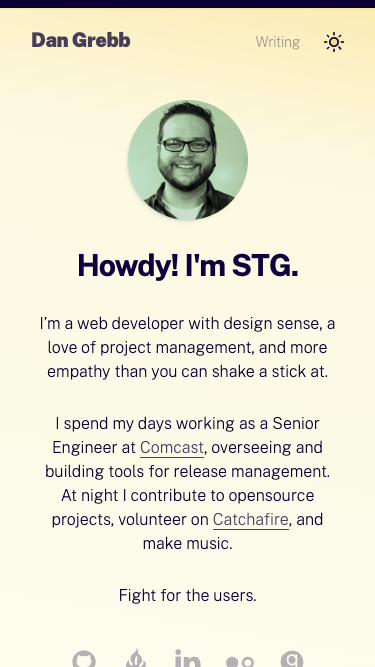 Dan Grebb
Writing
Howdy! I'm STG.
I’m a web developer with design sense, a
love of project management, and more
empathy than you can shake a stick at.
I spend my days working as a Senior
Engineer at Comcast, overseeing and
building tools for release management.
At night I contribute to opensource
projects, volunteer on Catchafire, and
make music.
Fight for the users.